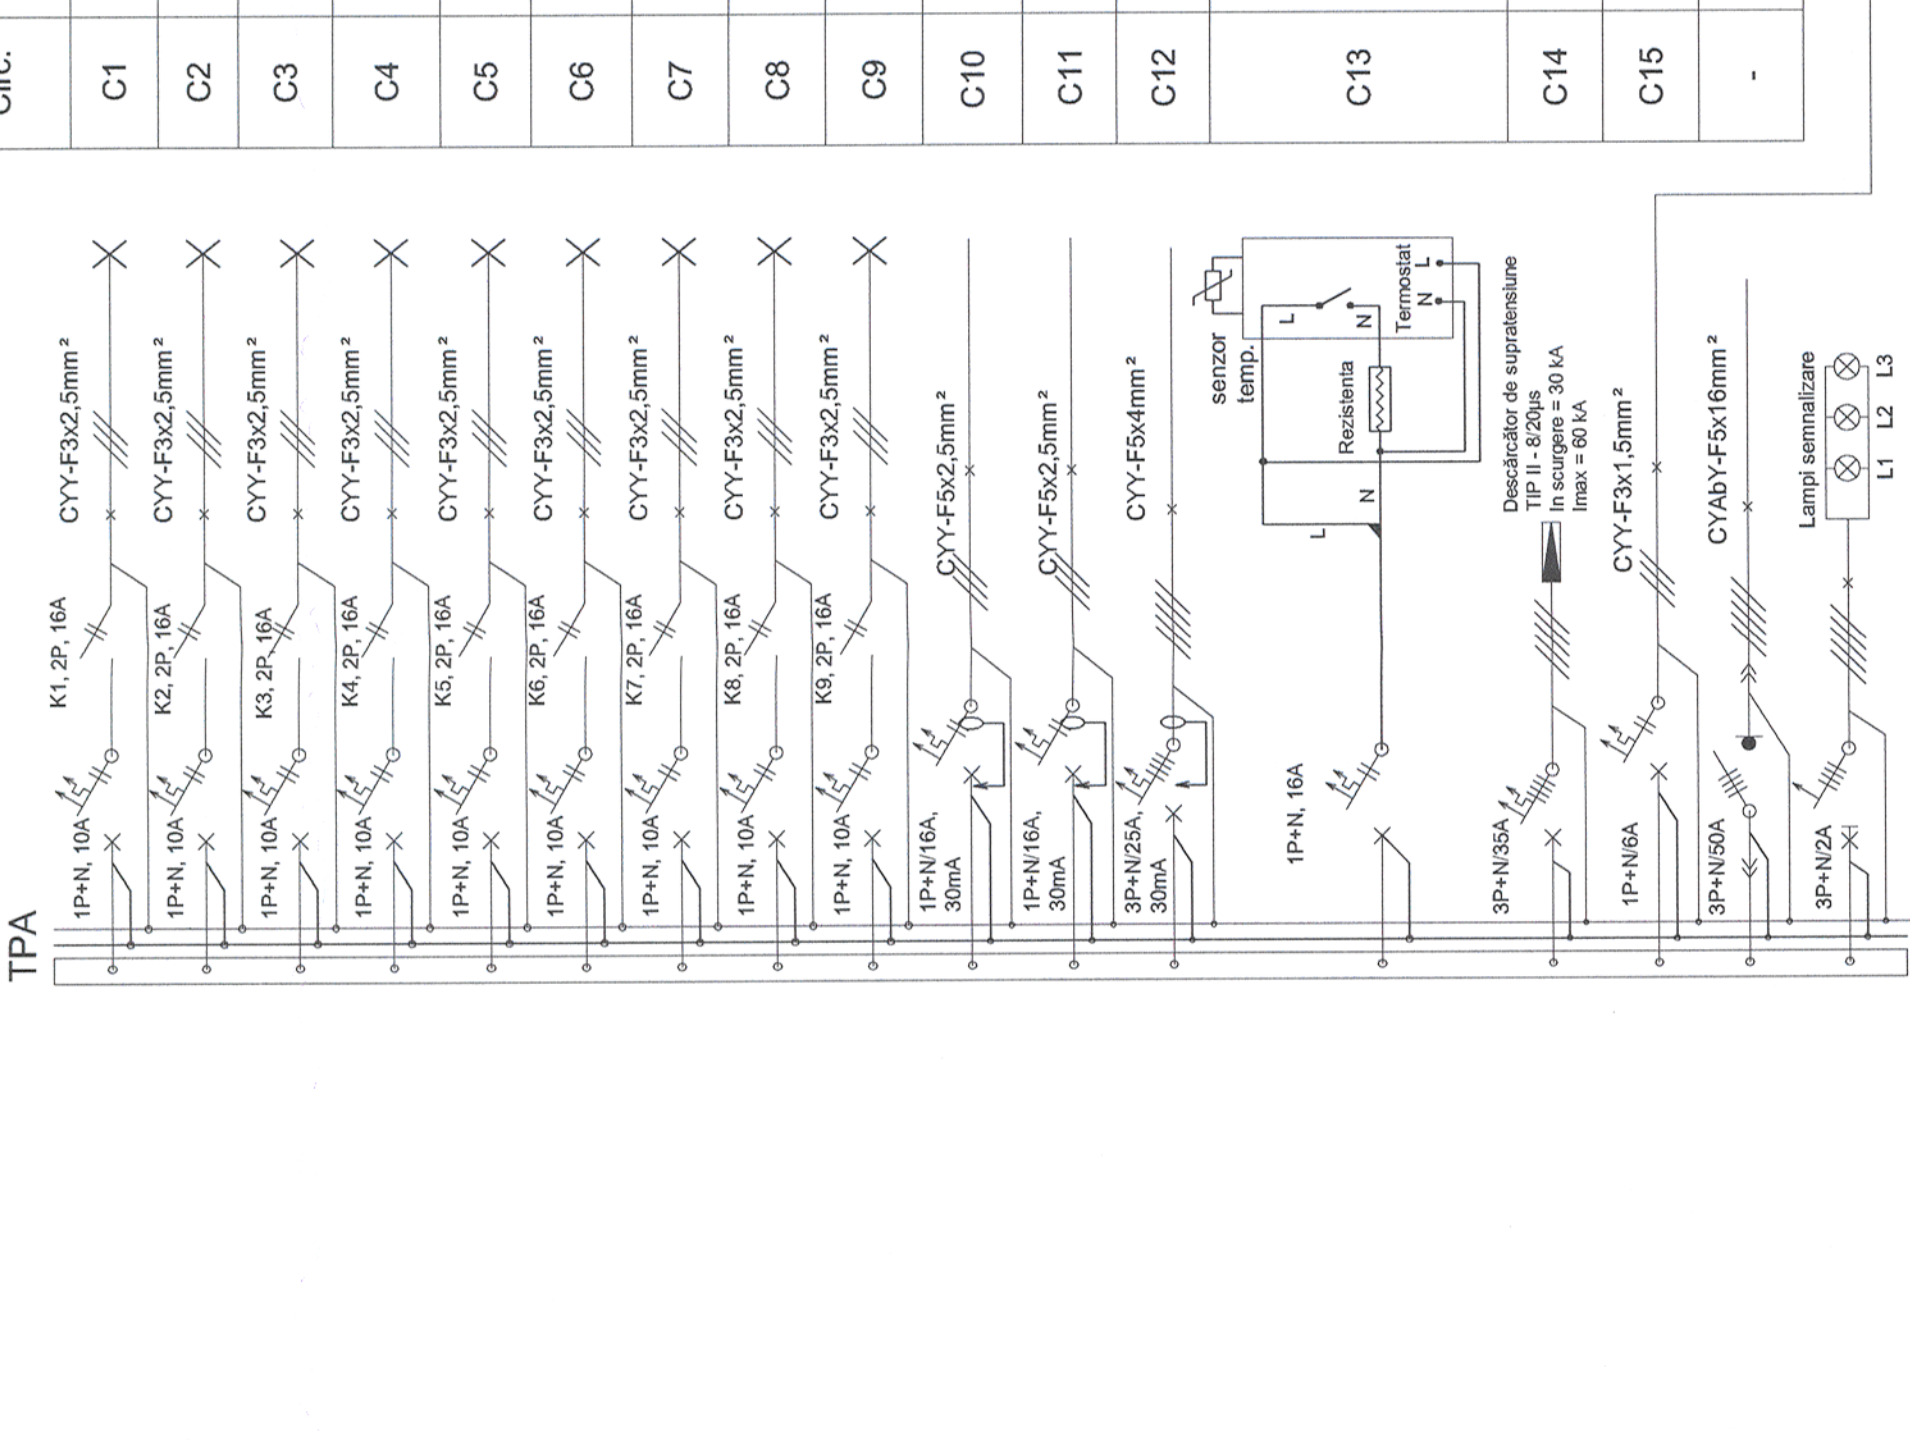 TPA
Circ.
C1
C2
C3
C4
C5
C6
C7
C8
C9
C10
C11
C12
C13
C14
C15
-
1P+N, 10A
K1, 2P, 16A
CYY-F3x2,5mm²
1P+N, 10A
K2, 2P, 16A
CYY-F3x2,5mm²
1P+N, 10A
K3, 2P, 16A
CYY-F3x2,5mm²
1P+N, 10A
K4, 2P, 16A
CYY-F3x2,5mm²
1P+N, 10A
K5, 2P, 16A
CYY-F3x2,5mm²
1P+N, 10A
K6, 2P, 16A
CYY-F3x2,5mm²
1P+N, 10A
K7, 2P, 16A
CYY-F3x2,5mm²
1P+N, 10A
K8, 2P, 16A
CYY-F3x2,5mm²
1P+N, 10A
K9, 2P, 16A
CYY-F3x2,5mm²
1P+N/16A,
30mA
CYY-F5x2,5mm²
1P+N/16A,
30mA
CYY-F5x2,5mm²
3P+N/25A,
30mA
CYY-F5x4mm²
1P+N, 16A
L
N
Rezistenta
senzor
temp.
L
N
Termostat
N L
3P+N/35A
Descărcător de supratensiune
TIP II - 8/20µs
In scurgere = 30 kA
Imax = 60 kA
1P+N/6A
CYY-F3x1,5mm²
3P+N/50A
CYAbY-F5x16mm²
3P+N/2A
Lampi semnalizare
L1 L2 L3